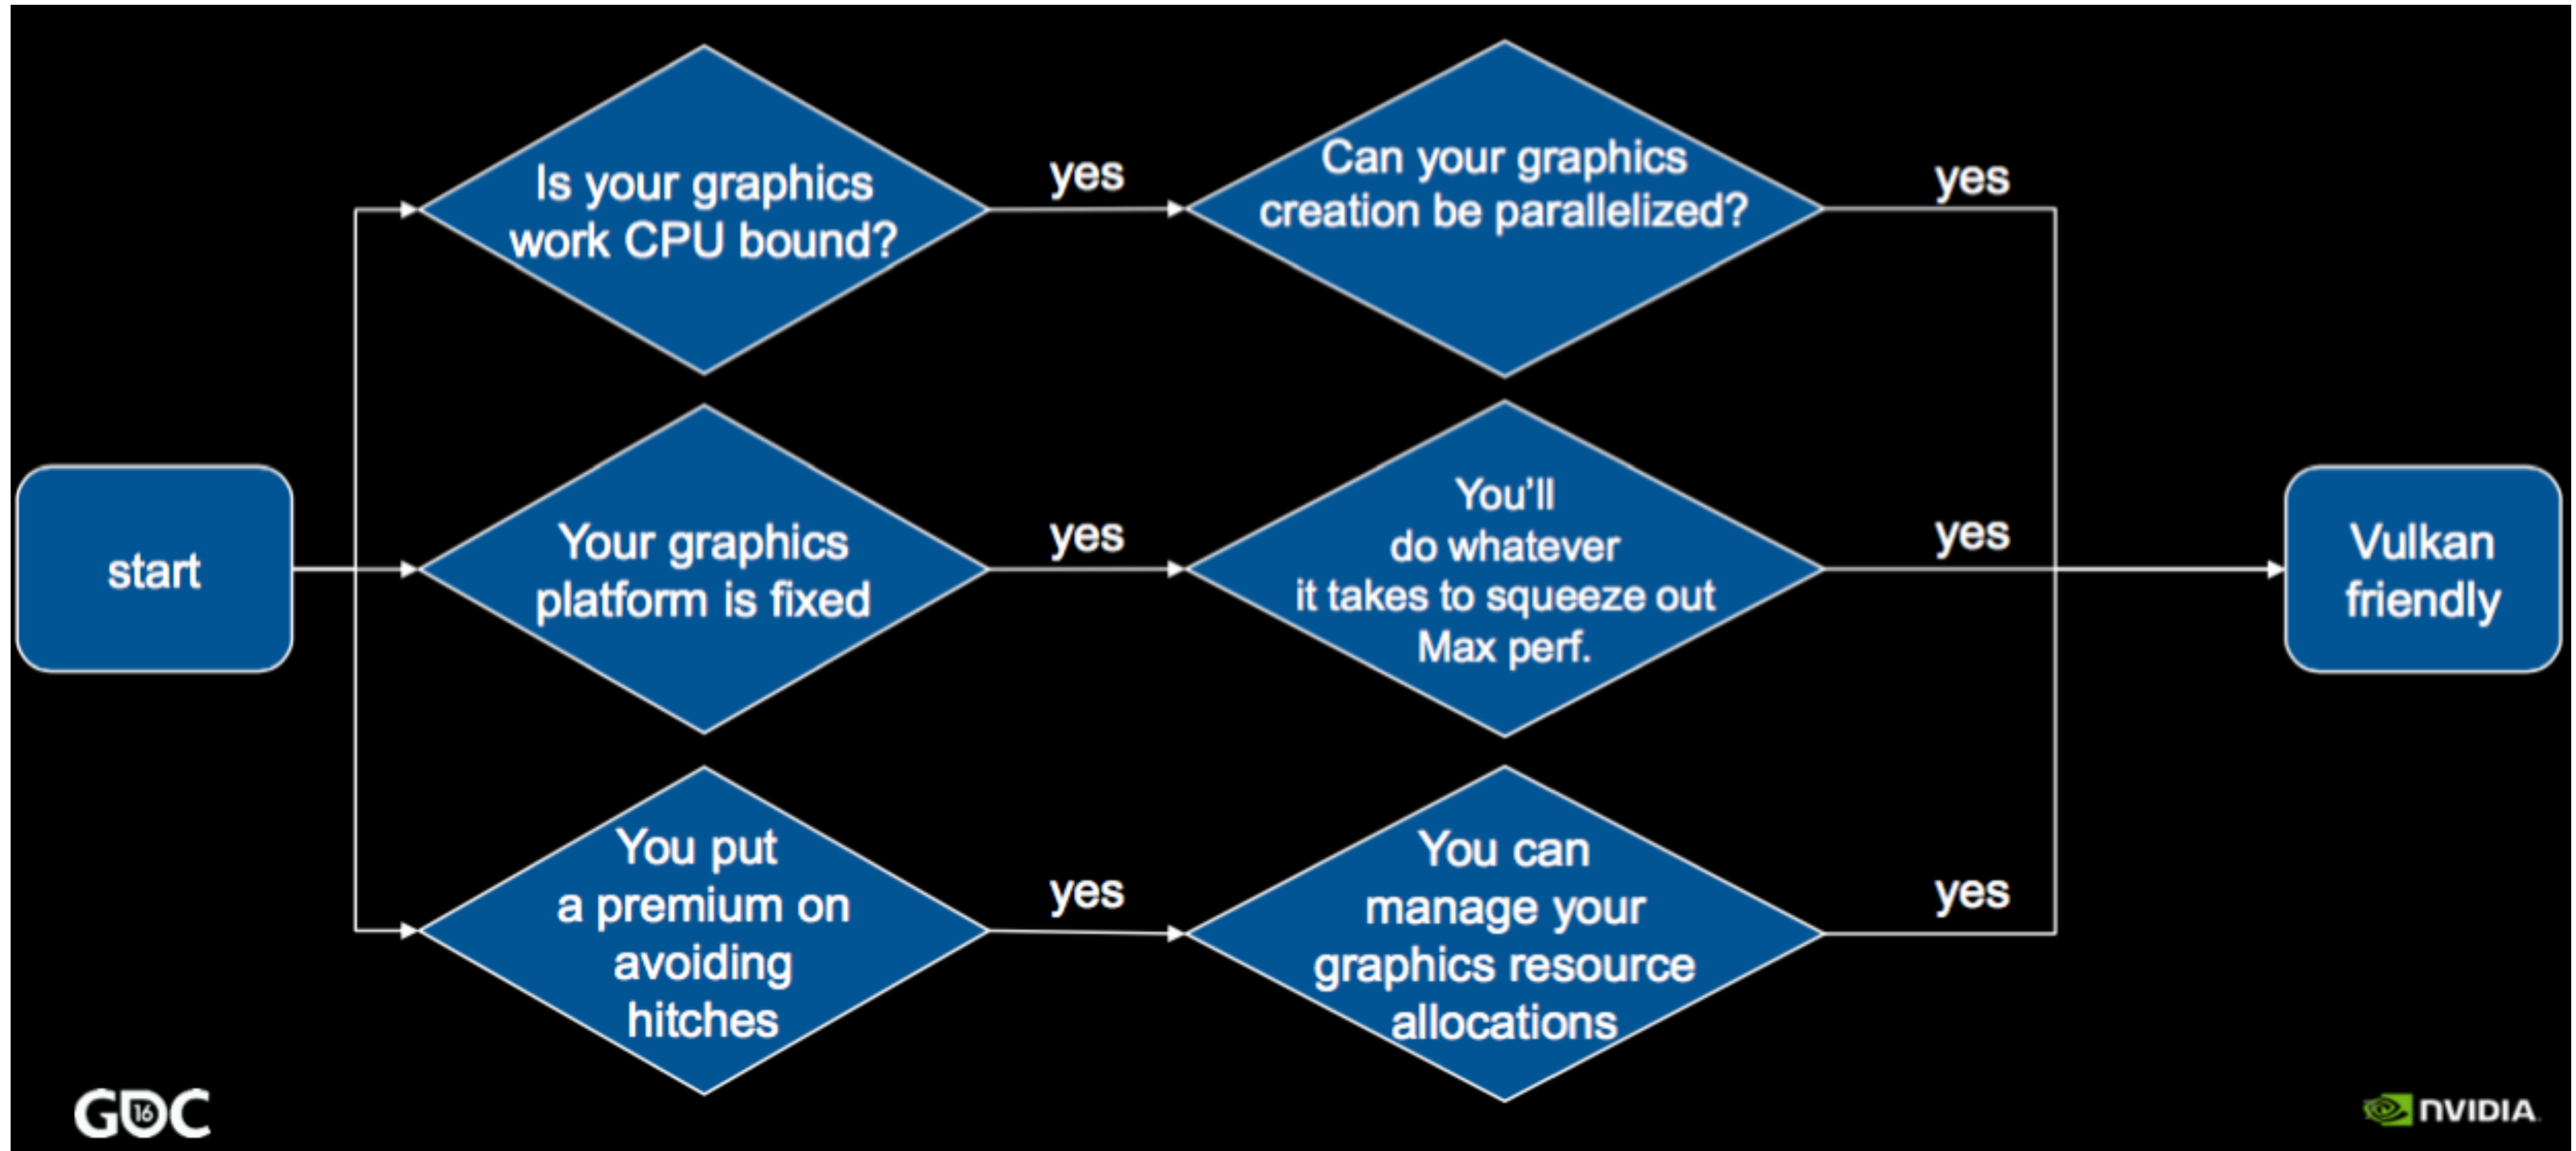 Is your graphics
work CPU bound?
yes
Can your graphics
creation be parallelized?
yes
start
Your graphics
platform is fixed
yes
You'll
do whatever
it takes to squeeze out
Max perf.
yes
Vulkan
friendly
You put
a premium on
avoiding
hitches
yes
You can
manage your
graphics resource
allocations
yes
GDC 16
NVIDIA